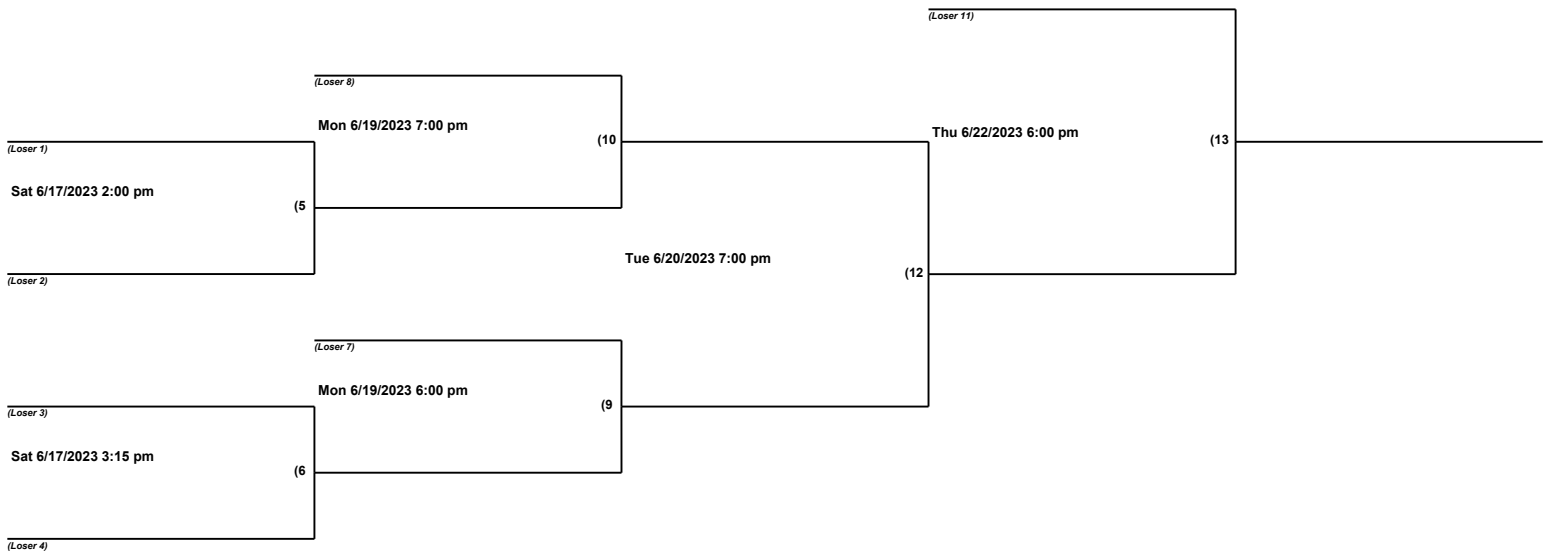 (Loser 11)
(Loser 8)
Mon 6/19/2023 7:00 pm
(10
Thu 6/22/2023 6:00 pm
(13
(Loser 1)
Sat 6/17/2023 2:00 pm
(5
Tue 6/20/2023 7:00 pm
(12
(Loser 2)
(Loser 7)
Mon 6/19/2023 6:00 pm
(9
(Loser 3)
Sat 6/17/2023 3:15 pm
(6
(Loser 4)